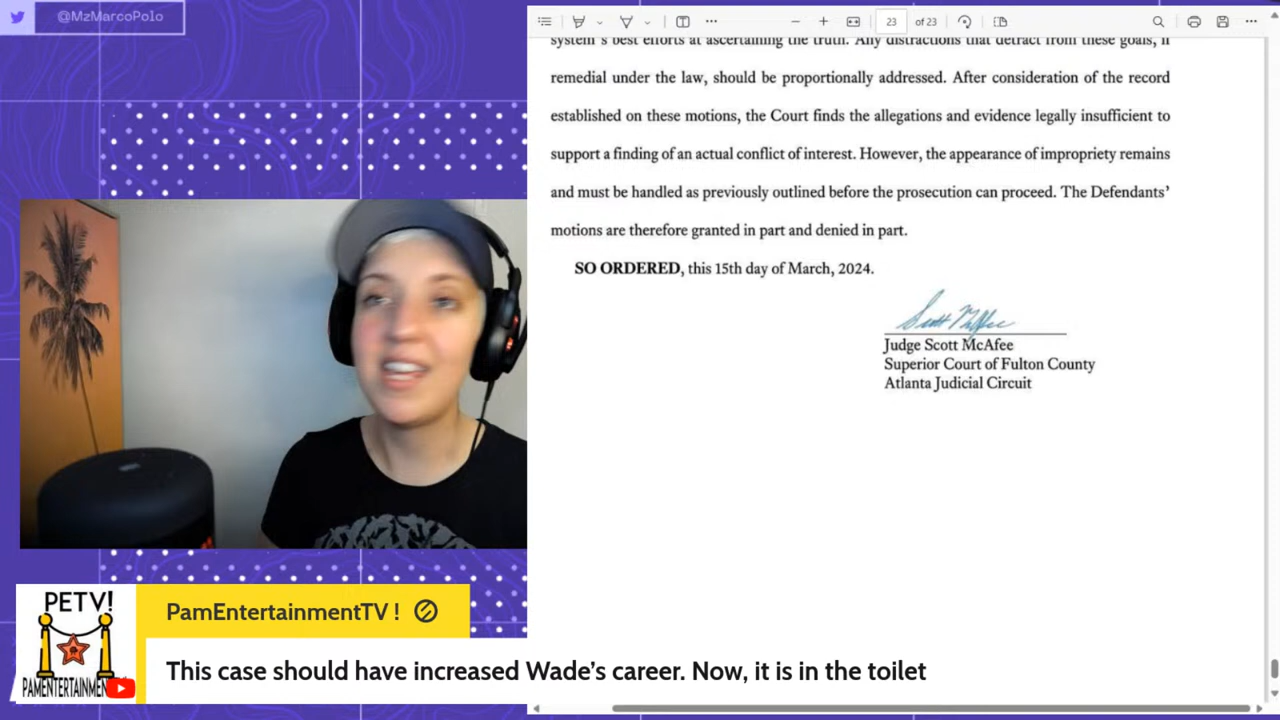 @MzMarcoPolo
23 of 23
system's best efforts at ascertaining the truth. Any distractions that detract from these goals, if
remedial under the law, should be proportionally addressed. After consideration of the record
established on these motions, the Court finds the allegations and evidence legally insufficient to
support a finding of an actual conflict of interest. However, the appearance of impropriety remains
and must be handled as previously outlined before the prosecution can proceed. The Defendants'
motions are therefore granted in part and denied in part.
SO ORDERED, this 15th day of March, 2024.
Scott McAfee
Judge Scott McAfee
Superior Court of Fulton County
Atlanta Judicial Circuit
PETV!
PAMENTERTAINMEN
PamEntertainmentTV !
This case should have increased Wade's career. Now, it is in the toilet